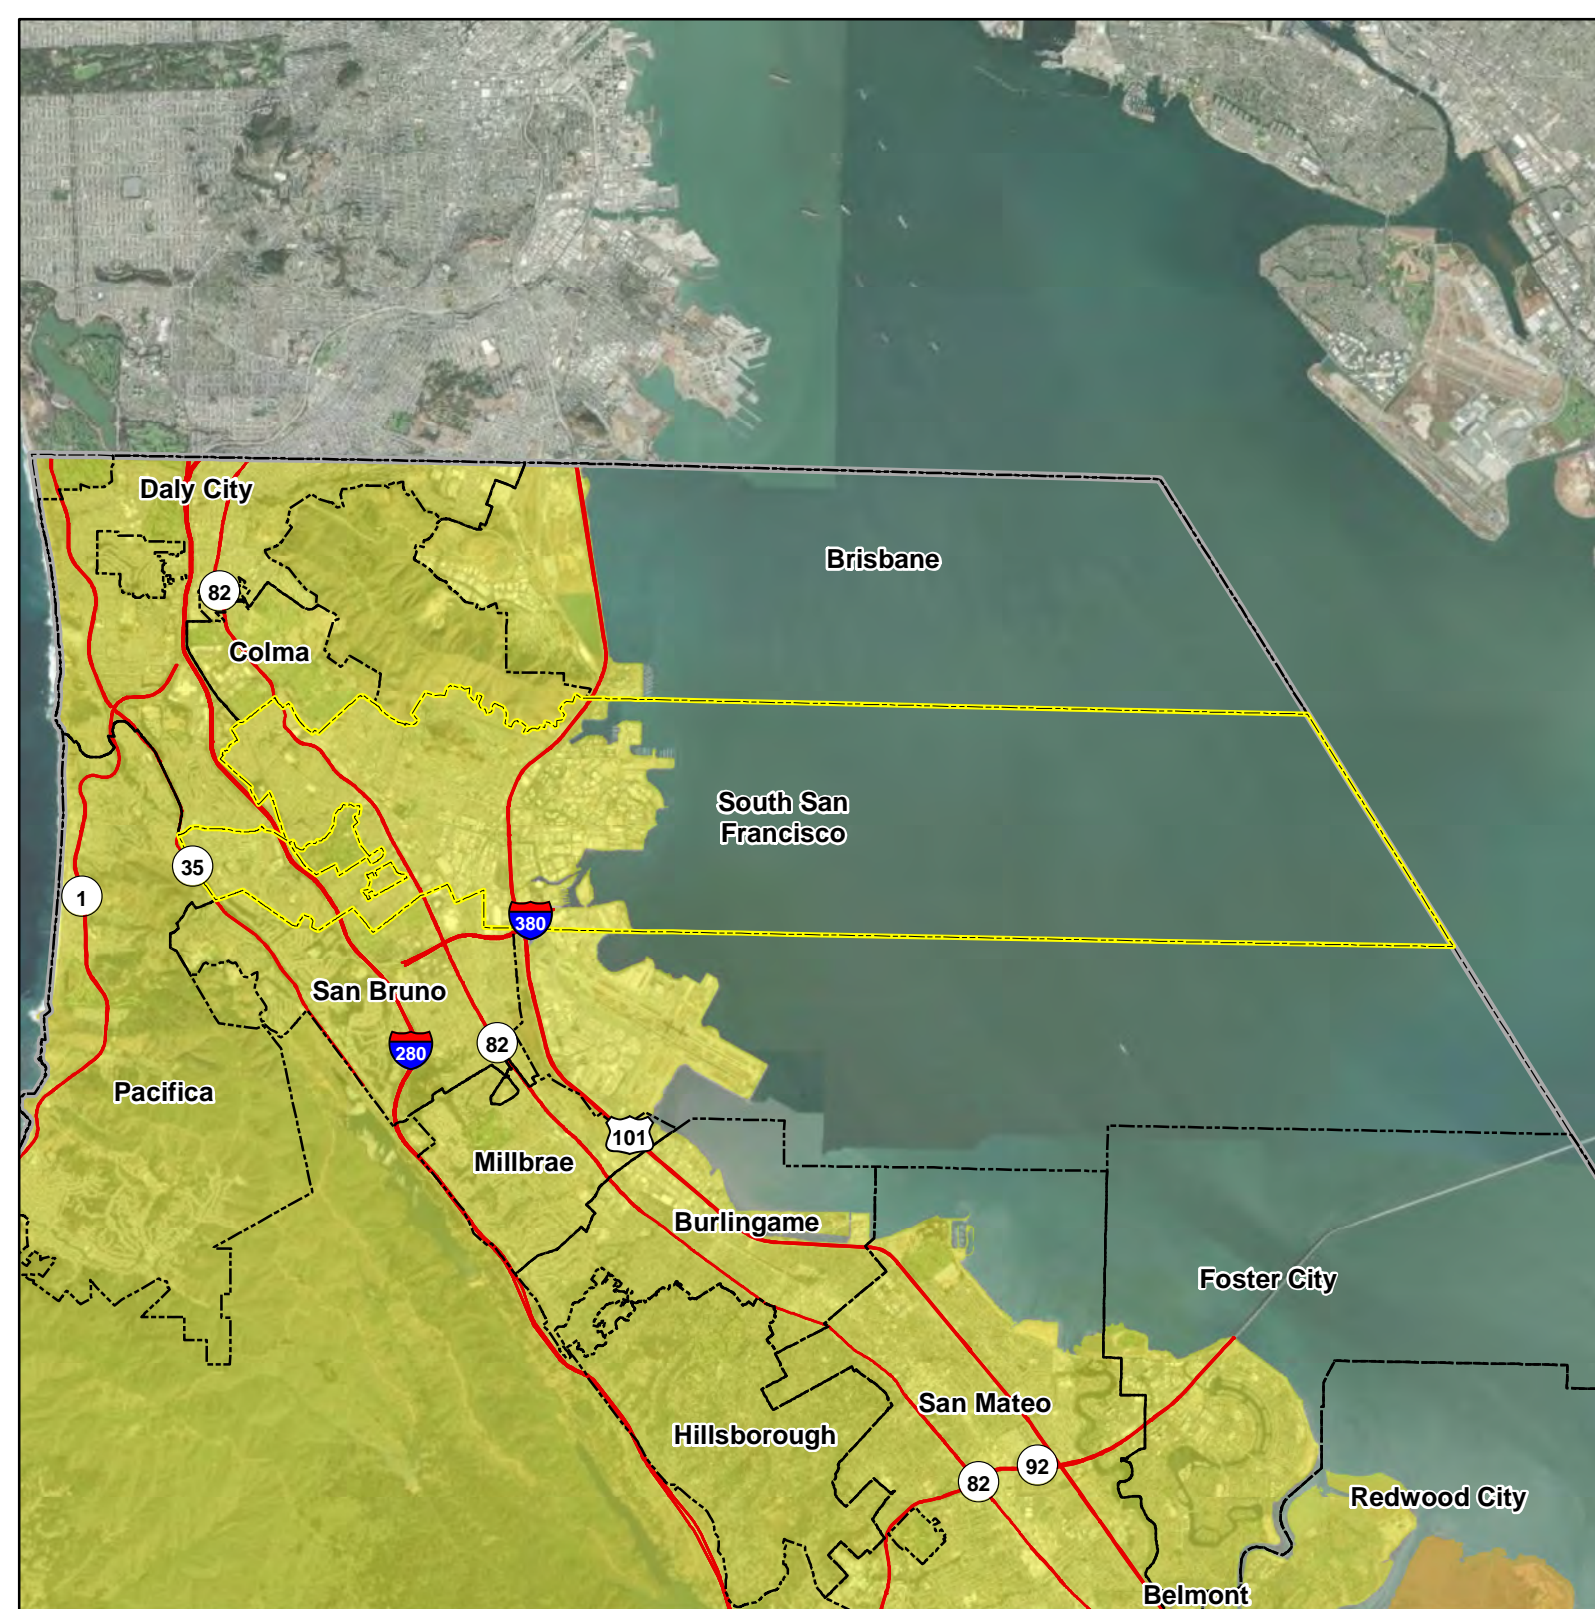 Daly City
Brisbane
82
Colma
South San
Francisco
35
1
380
San Bruno
82
280
Pacifica
101
Millbrae
Burlingame
Foster City
San Mateo
Hillsborough
92
82
Redwood City
Belmont